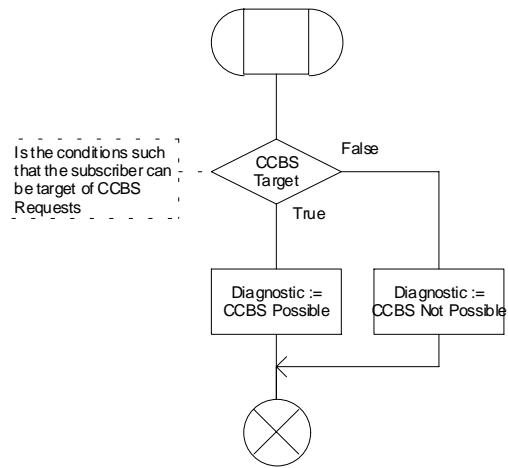 Is the conditions such
that the subscriber can
be target of CCBS
Requests
CCBS
Target
False
True
Diagnostic :=
CCBS Possible
Diagnostic :=
CCBS Not Possible